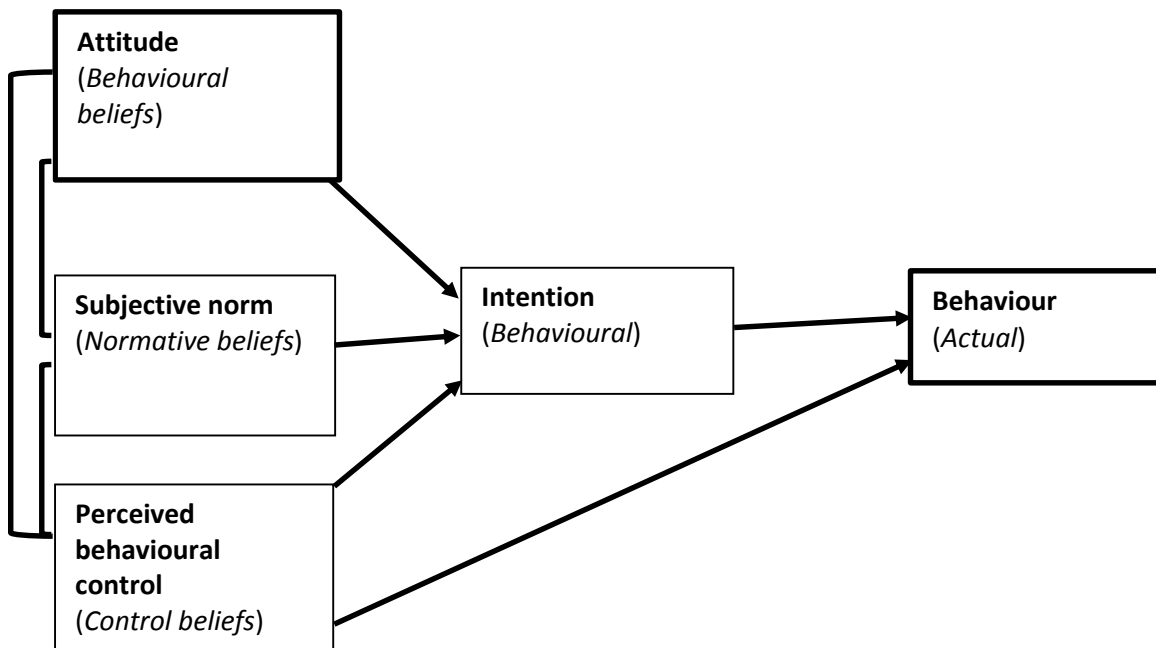 Attitude
(Behavioural
beliefs)
Subjective norm
(Normative beliefs)
Perceived
behavioural
control
(Control beliefs)
Intention
(Behavioural)
Behaviour
(Actual)